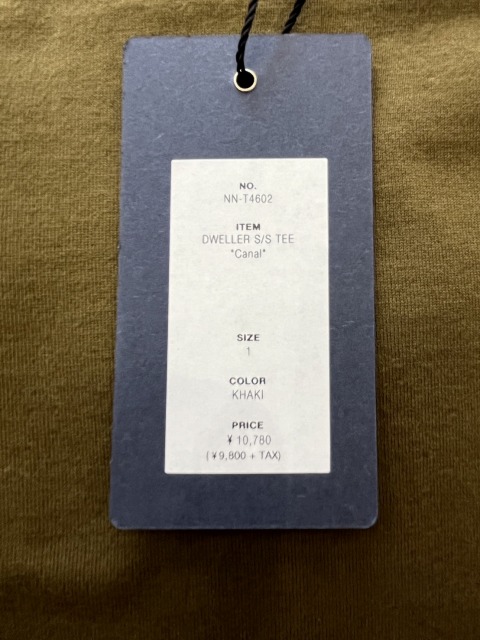 NO.
NN-T4602
ITEM
DWELLER S/S TEE
"Canal"
SIZE
1
COLOR
KHAKI
PRICE
¥ 10,780
(¥9,800 + TAX)